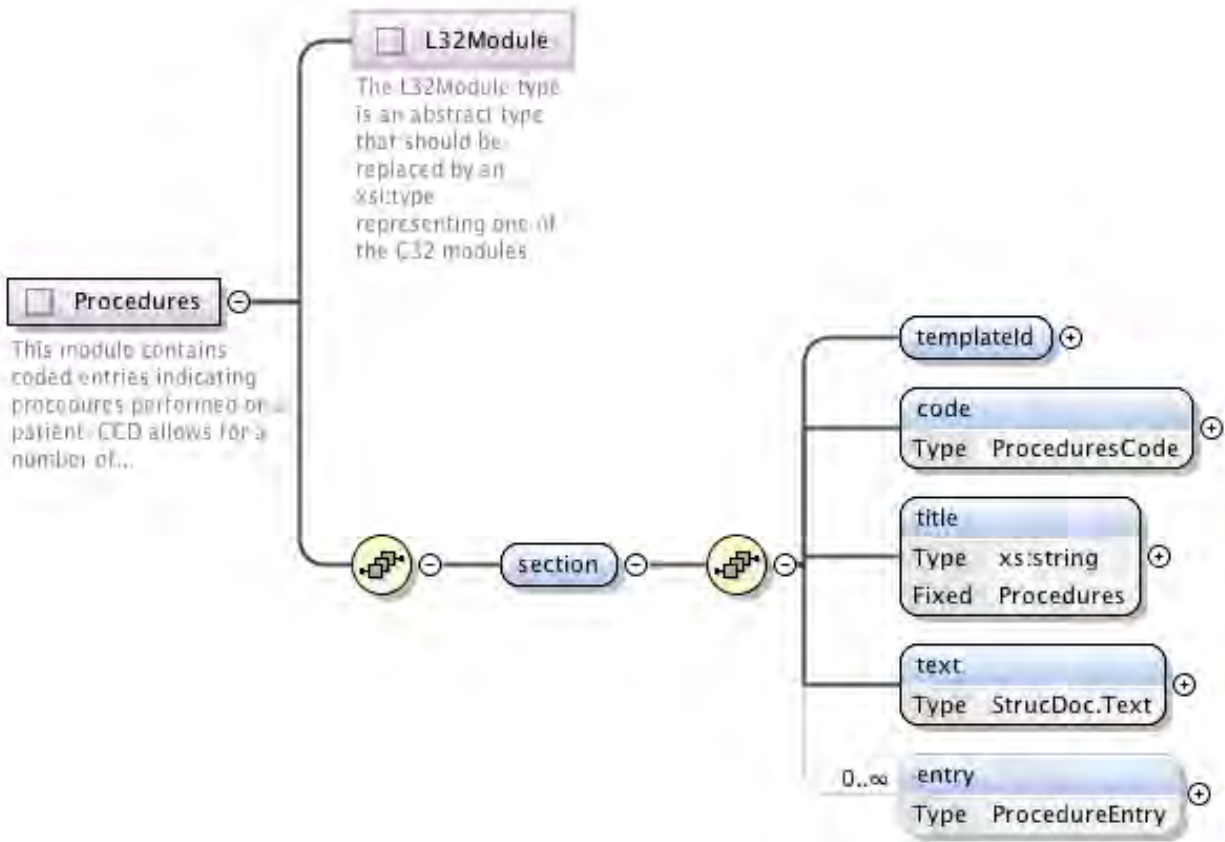 L32Module
The L32Module type
is an abstract type
that should be
replaced by an
xsi:type
representing one of
the C32 modules
Procedures
This module contains
coded entries indicating
procedures performed on a
patient. CCD allows for a
number of...
templateId
code
Type ProceduresCode
title
Type xs:string
Fixed Procedures
section
text
Type StrucDoc.Text
0..∞
entry
Type ProcedureEntry